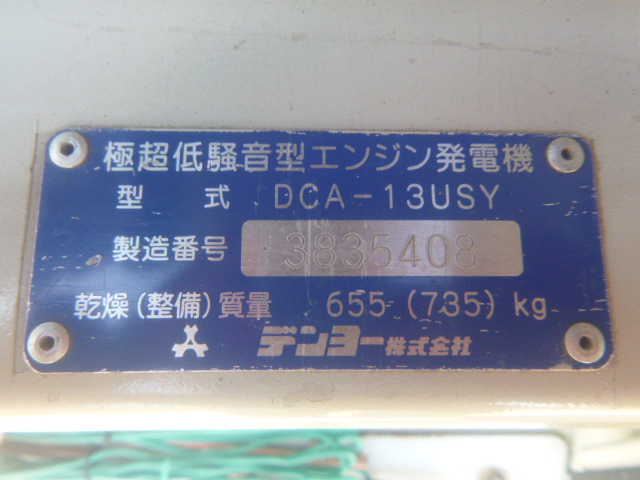 極超低騒音型エンジン発電機
型 式 DCA-13USY
製造番号 3835408
乾燥(整備)質量 655(735)kg
デンヨー株式会社